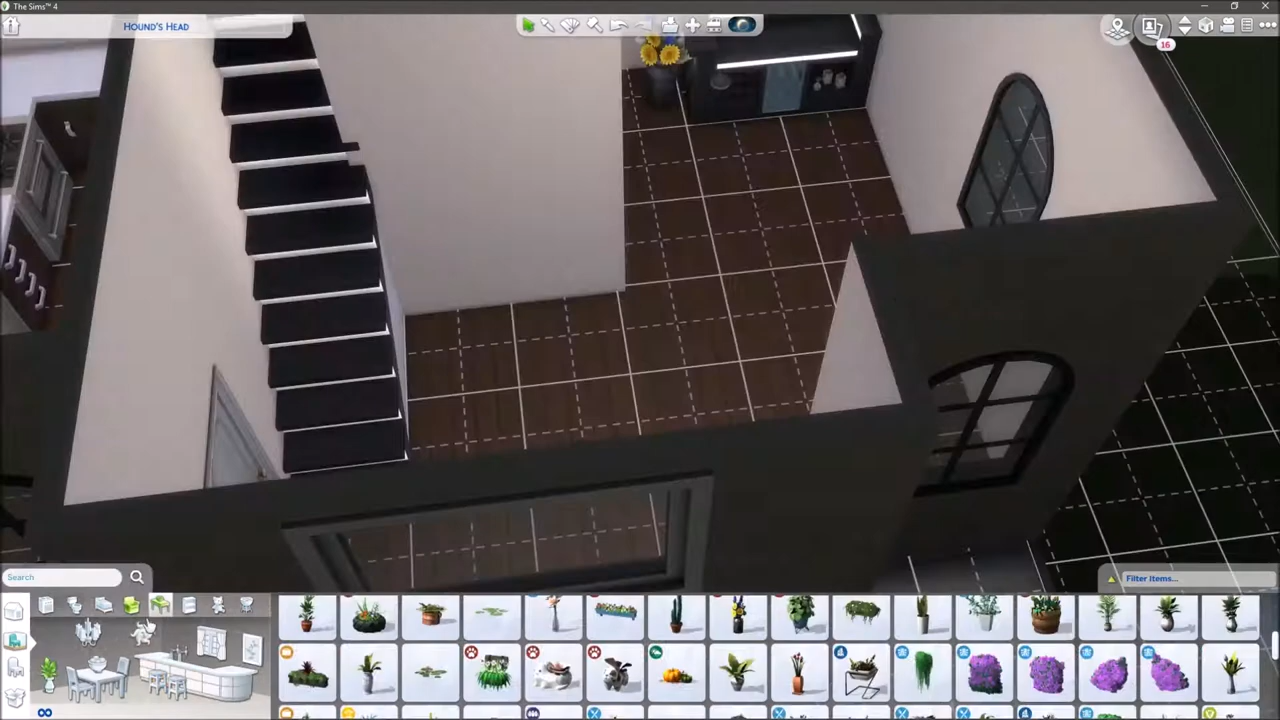 The Sims™ 4
HOUND'S HEAD
16
Search
Filter Items...